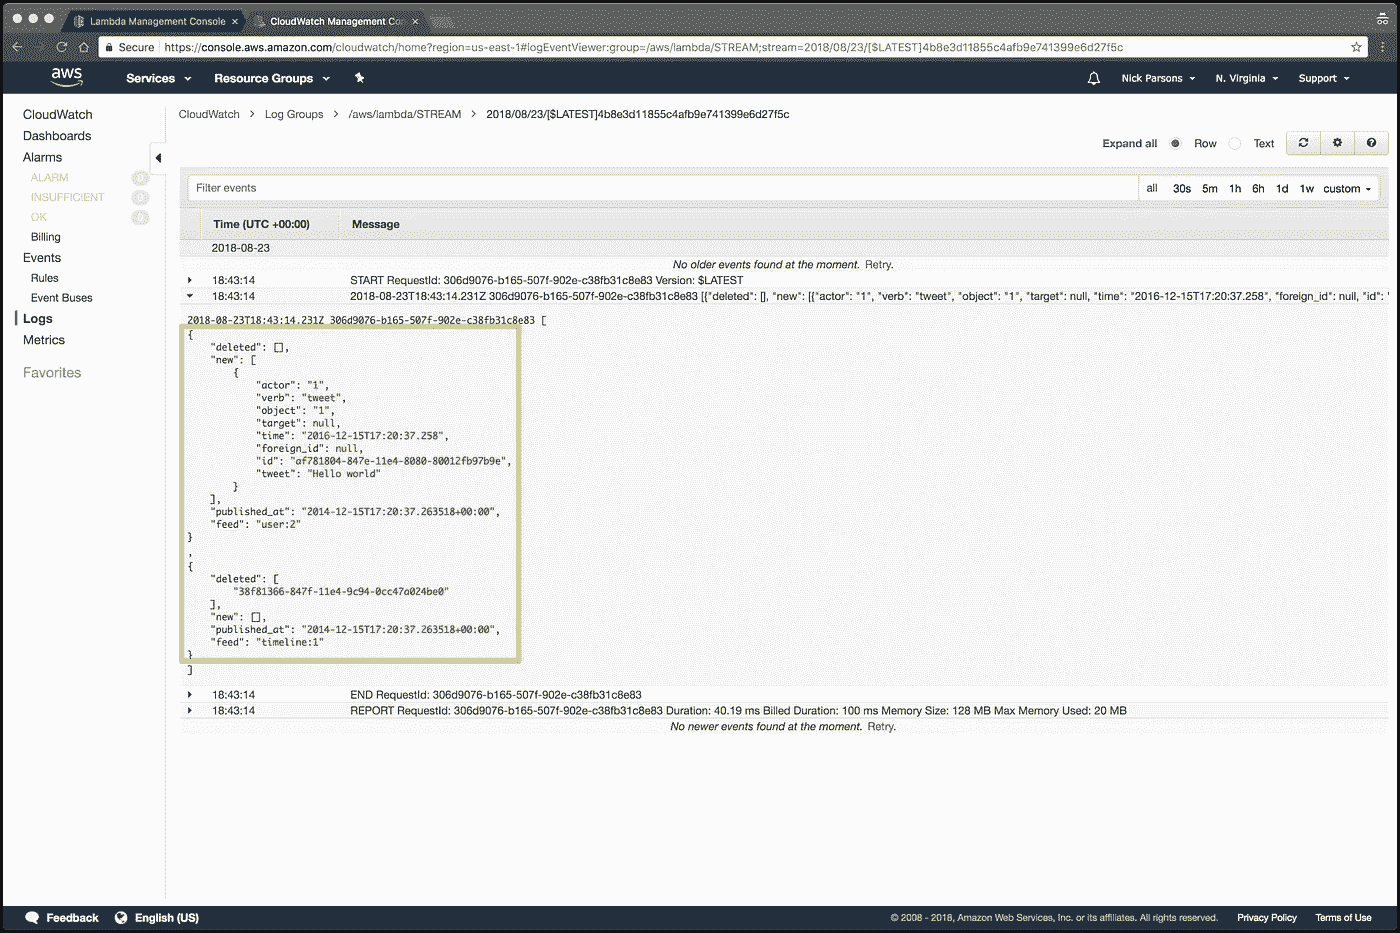 Lambda Management Console ×
CloudWatch Management Con ×
Secure https://console.aws.amazon.com/cloudwatch/home?region=us-east-1#logEventViewer:group=/aws/lambda/STREAM;stream=2018/08/23/[$LATEST]4b8e3d11855c4afb9e741399e6d27f5c
aws Services Resource Groups Nick Parsons N. Virginia Support
CloudWatch
Dashboards
Alarms
ALARM 0
INSUFFICIENT 0
OK 0
Billing
Events
Rules
Event Buses
Logs
Metrics
Favorites
CloudWatch > Log Groups > /aws/lambda/STREAM > 2018/08/23/[$LATEST]4b8e3d11855c4afb9e741399e6d27f5c
Expand all Row Text
Filter events all 30s 5m 1h 6h 1d 1w custom
Time (UTC +00:00) Message
2018-08-23
No older events found at the moment. Retry.
18:43:14 START RequestId: 306d9076-b165-507f-902e-c38fb31c8e83 Version: $LATEST
18:43:14 2018-08-23T18:43:14.231Z 306d9076-b165-507f-902e-c38fb31c8e83 [{"deleted": [], "new": [{"actor": "1", "verb": "tweet", "object": "1", "target": null, "time": "2016-12-15T17:20:37.258", "foreign_id": null, "id": "
2018-08-23T18:43:14.231Z 306d9076-b165-507f-902e-c38fb31c8e83 [
{
"deleted": [],
"new": [
{
"actor": "1",
"verb": "tweet",
"object": "1",
"target": null,
"time": "2016-12-15T17:20:37.258",
"foreign_id": null,
"id": "af781804-847e-11e4-8080-80012fb97b9e",
"tweet": "Hello world"
}
],
"published_at": "2014-12-15T17:20:37.263518+00:00",
"feed": "user:2"
}
,
{
"deleted": [
"38f81366-847f-11e4-9c94-0cc47a024be0"
],
"new": [],
"published_at": "2014-12-15T17:20:37.263518+00:00",
"feed": "timeline:1"
}
]
18:43:14 END RequestId: 306d9076-b165-507f-902e-c38fb31c8e83
18:43:14 REPORT RequestId: 306d9076-b165-507f-902e-c38fb31c8e83 Duration: 40.19 ms Billed Duration: 100 ms Memory Size: 128 MB Max Memory Used: 20 MB
No newer events found at the moment. Retry.
Feedback English (US) © 2008 - 2018, Amazon Web Services, Inc. or its affiliates. All rights reserved. Privacy Policy Terms of Use